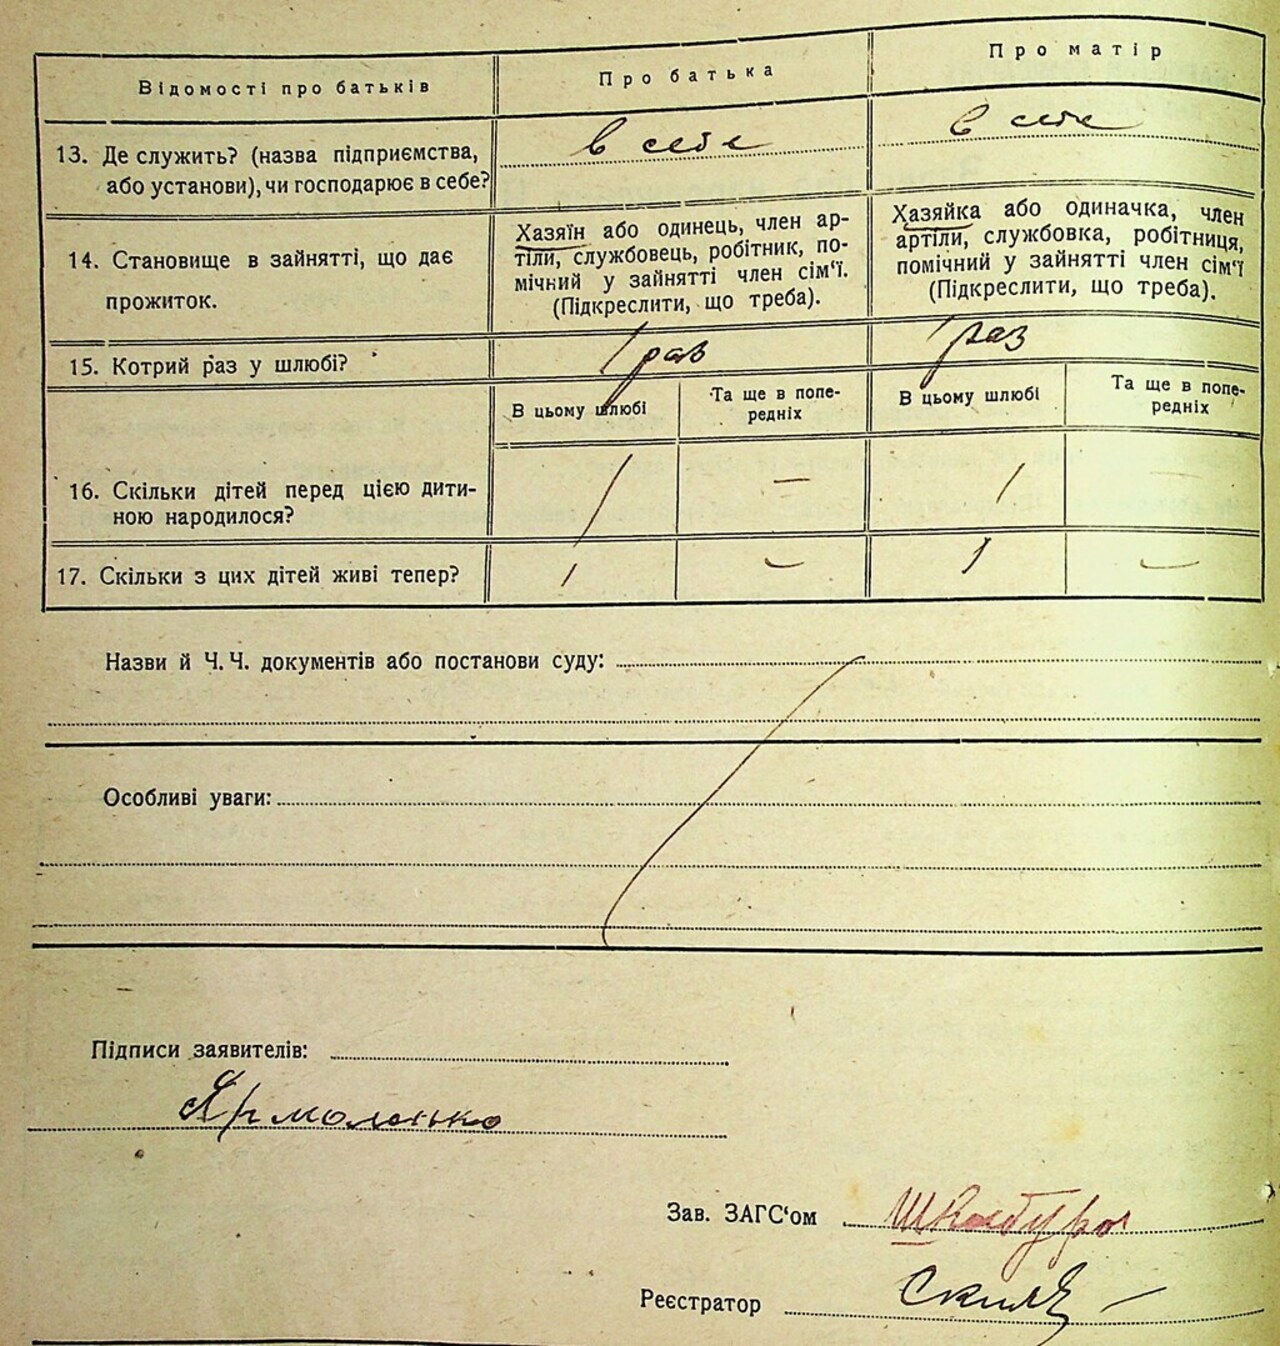 Відомості про батьків Про батька Про матір
13. Де служить? (назва підприємства, в себе в себе
або установи), чи господарює в себе?
14. Становище в зайнятті, що дає
прожиток.
Хазяїн або одинець, член ар-
тіли, службовець, робітник, по-
мічний у зайнятті член сім‘ї.
(Підкреслити, що треба).
Хазяйка або одиначка, член
артіли, службовка, робітниця,
помічний у зайнятті член сім‘ї
(Підкреслити, що треба).
15. Котрий раз у шлюбі? 1 раз 1 раз
В цьому шлюбі
Та ще в попе-
редніх
В цьому шлюбі
Та ще в попе-
редніх
16. Скільки дітей перед цією дити- 1 — 1 —
ною народилося?
17. Скільки з цих дітей живі тепер? 1 — 1 —
Назви й Ч. Ч. документів або постанови суду:
Особливі уваги:
Підписи заявителів:
Ярмоленко
Зав. ЗАГС‘ом Шкабура
Реєстратор